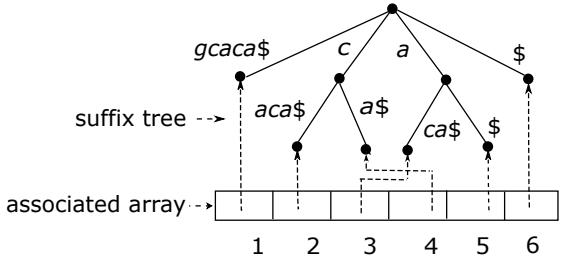 gcaca$ c a $
aca$ a$ ca$ $
suffix tree
associated array
1 2 3 4 5 6